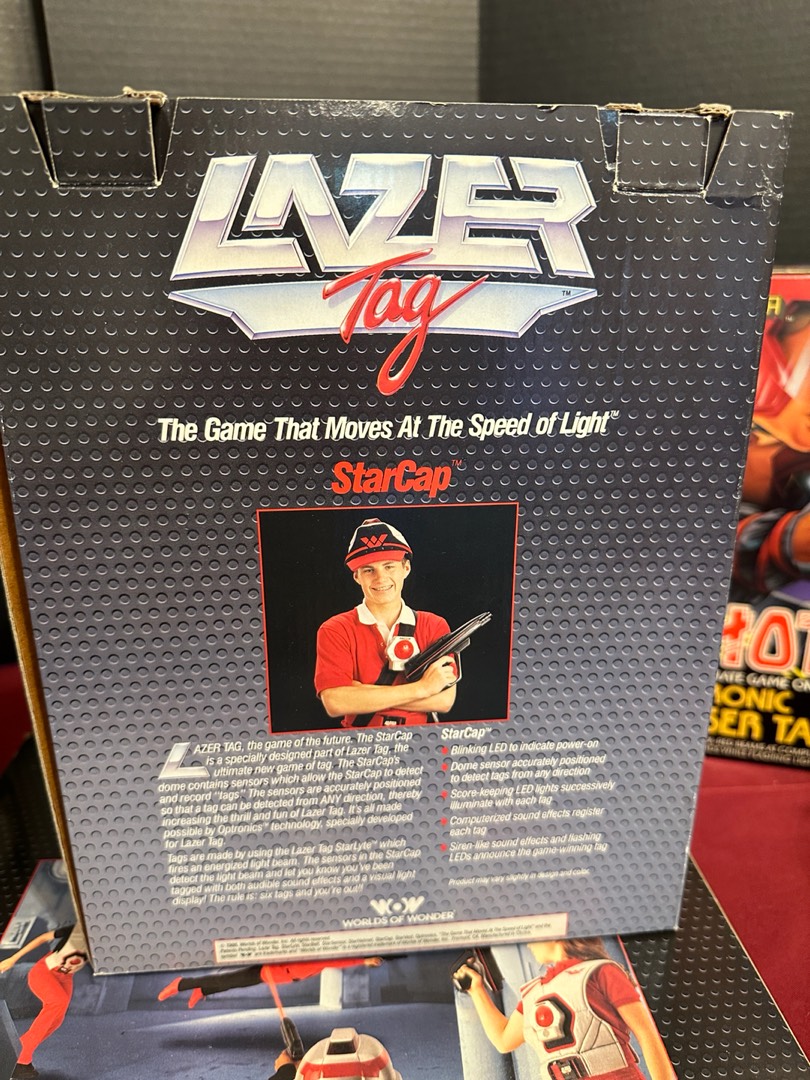 LAZER
Tag™
The Game That Moves At The Speed of Light™
StarCap™
LAZER TAG, the game of the future. The StarCap
is a specially designed part of Lazer Tag, the
ultimate new game of tag. The StarCap's
dome contains sensors which allow the StarCap to detect
and record "tags." The sensors are accurately positioned
so that a tag can be detected from ANY direction, thereby
increasing the thrill and fun of Lazer Tag. It's all made
possible by Optronics™ technology, specially developed
for Lazer Tag.
Tags are made by using the Lazer Tag StarLyte™ which
fires an energized light beam. The sensors in the StarCap
detect the light beam and let you know you've been
tagged with both audible sound effects and a visual light
display! The rule is: six tags and you're out!!
StarCap™
Blinking LED to indicate power-on
Dome sensor accurately positioned
to detect tags from any direction
Score-keeping LED lights successively
illuminate with each tag
Computerized sound effects register
each tag
Siren-like sound effects and flashing
LEDs announce the game-winning tag
Product may vary slightly in design and color.
WOW
WORLDS OF WONDER™